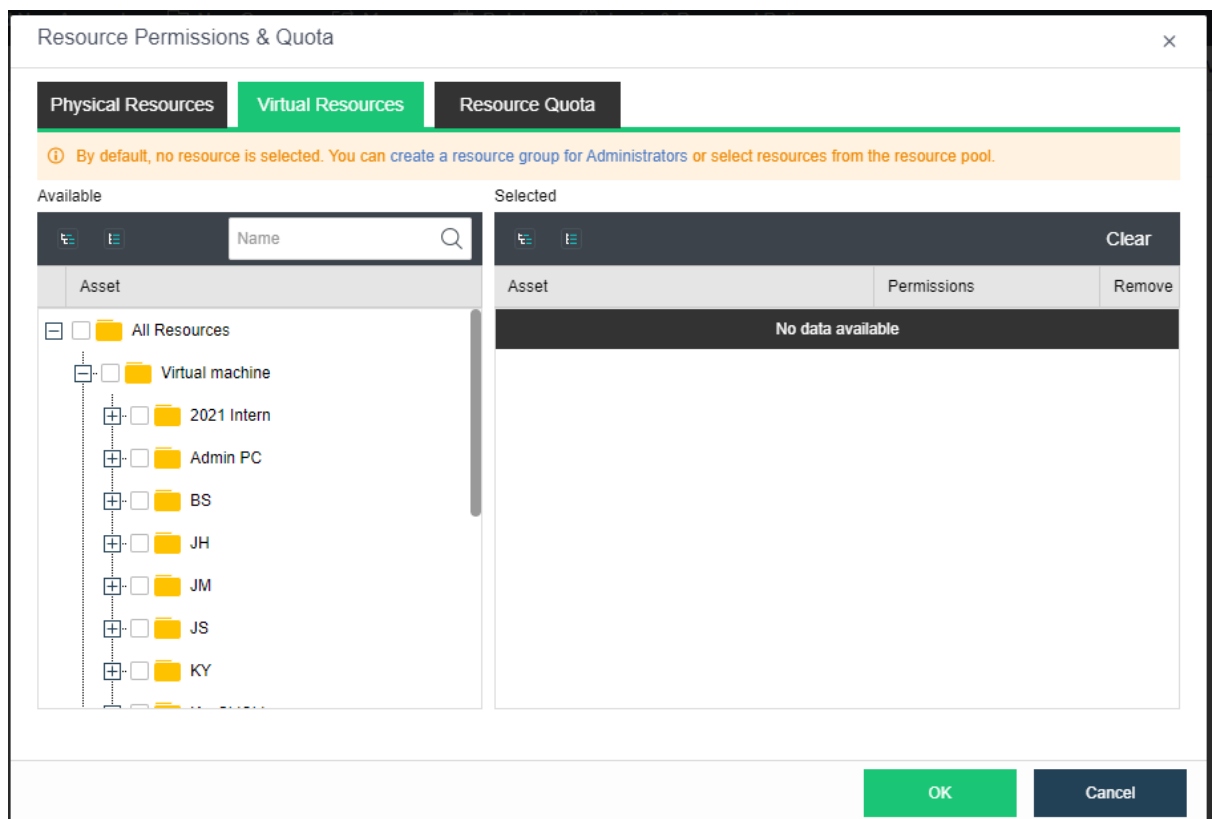 Resource Permissions & Quota
Physical Resources
Virtual Resources
Resource Quota
By default, no resource is selected. You can create a resource group for Administrators or select resources from the resource pool.
Available
Selected
Name
Clear
Asset
Asset
Permissions
Remove
All Resources
No data available
Virtual machine
2021 Intern
Admin PC
BS
JH
JM
JS
KY
OK
Cancel